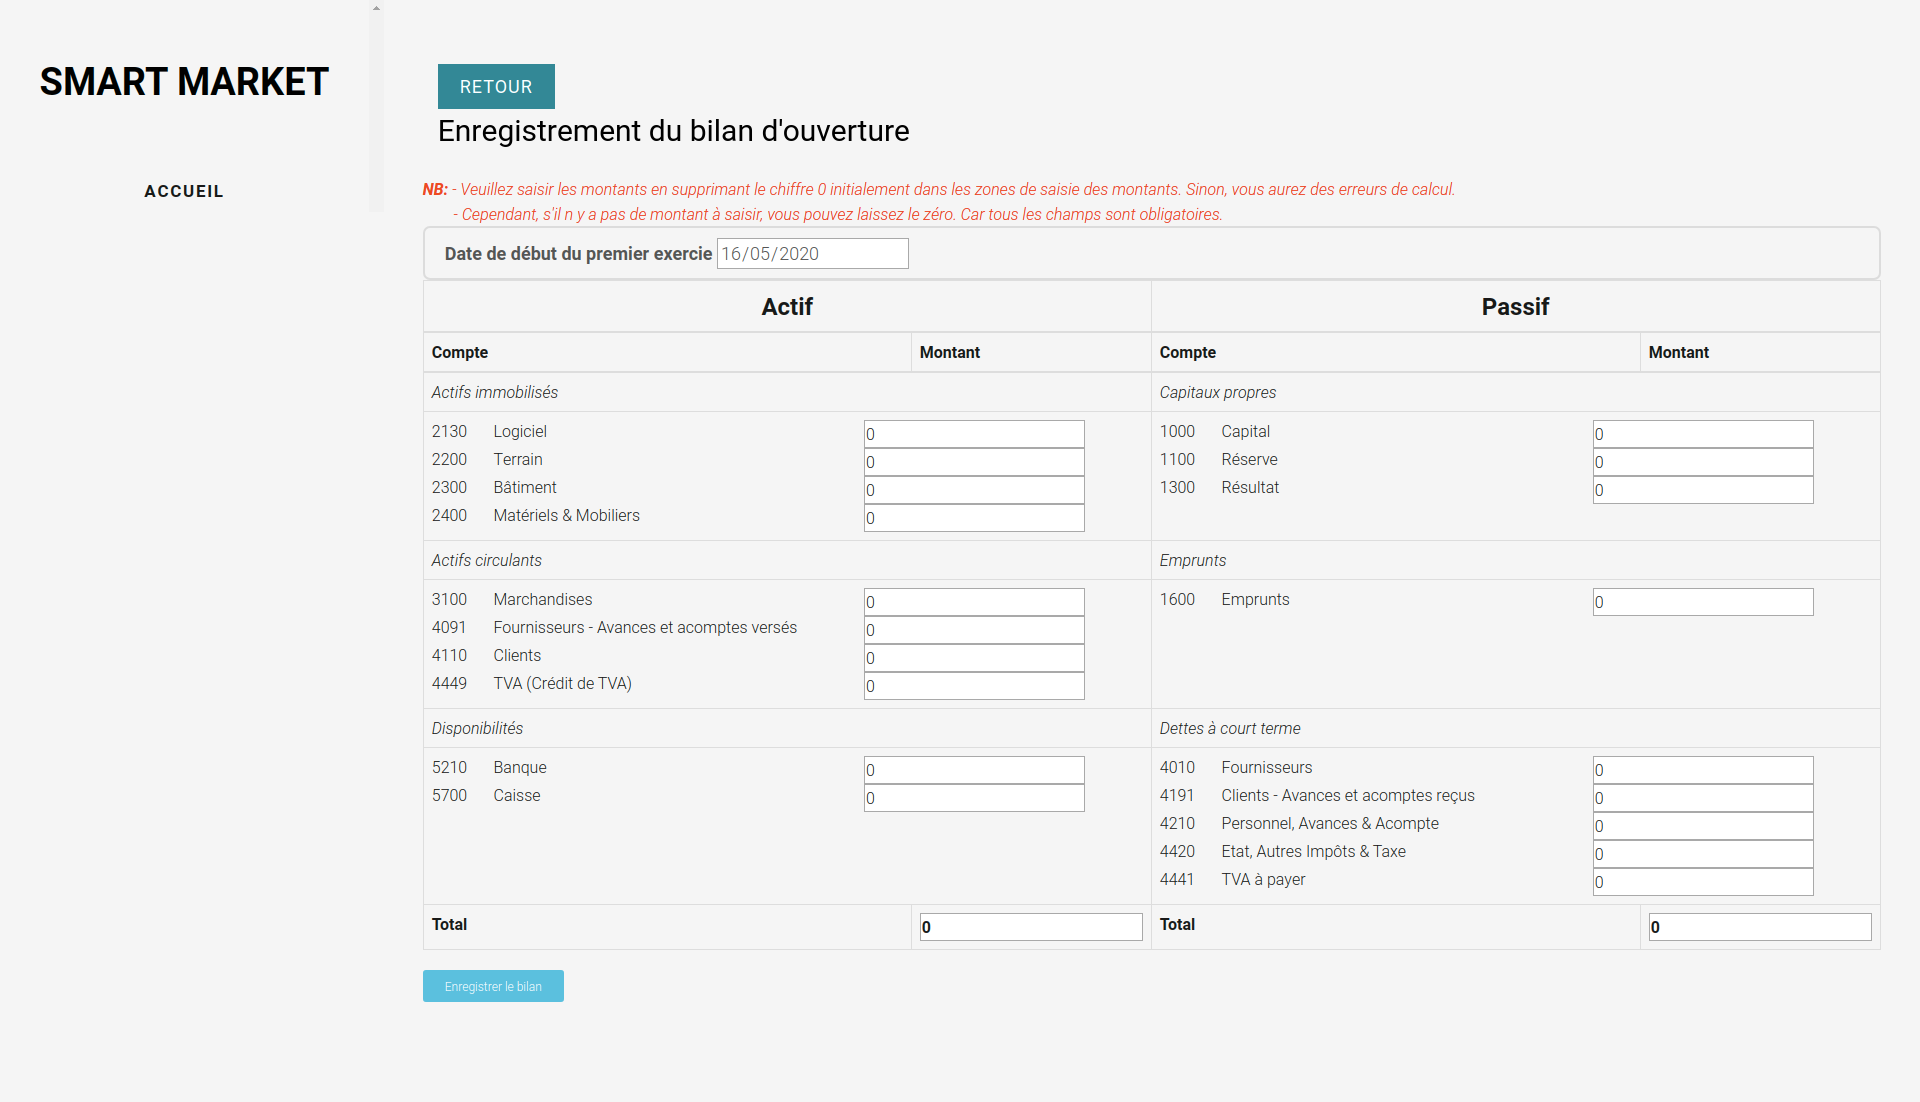 SMART MARKET
ACCUEIL
RETOUR
Enregistrement du bilan d'ouverture
NB: - Veuillez saisir les montants en supprimant le chiffre 0 initialement dans les zones de saisie des montants. Sinon, vous aurez des erreurs de calcul.
- Cependant, s'il n y a pas de montant à saisir, vous pouvez laissez le zéro. Car tous les champs sont obligatoires.
Date de début du premier exercie 16/05/2020
Actif Passif
Compte Montant Compte Montant
Actifs immobilisés Capitaux propres
2130 Logiciel 0 1000 Capital 0
2200 Terrain 0 1100 Réserve 0
2300 Bâtiment 0 1300 Résultat 0
2400 Matériels & Mobiliers 0
Actifs circulants Emprunts
3100 Marchandises 0 1600 Emprunts 0
4091 Fournisseurs - Avances et acomptes versés 0
4110 Clients 0
4449 TVA (Crédit de TVA) 0
Disponibilités Dettes à court terme
5210 Banque 0 4010 Fournisseurs 0
5700 Caisse 0 4191 Clients - Avances et acomptes reçus 0
4210 Personnel, Avances & Acompte 0
4420 Etat, Autres Impôts & Taxe 0
4441 TVA à payer 0
Total 0 Total 0
Enregistrer le bilan